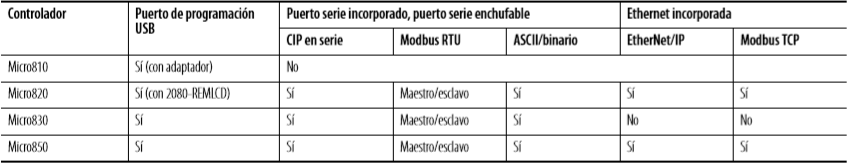 Controlador Puerto de programación USB Puerto serie incorporado, puerto serie enchufable Ethernet incorporada
CIP en serie Modbus RTU ASCII/binario EtherNet/IP Modbus TCP
Micro810 Sí (con adaptador) No
Micro820 Sí (con 2080-REMLCD) Sí Maestro/esclavo Sí Sí Sí
Micro830 Sí Sí Maestro/esclavo Sí No No
Micro850 Sí Sí Maestro/esclavo Sí Sí Sí